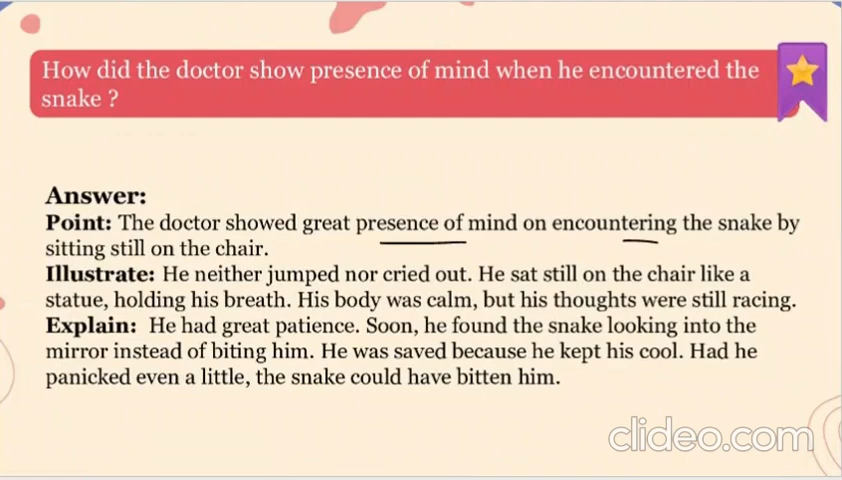 How did the doctor show presence of mind when he encountered the
snake ?
Answer:
Point: The doctor showed great presence of mind on encountering the snake by
sitting still on the chair.
Illustrate: He neither jumped nor cried out. He sat still on the chair like a
statue, holding his breath. His body was calm, but his thoughts were still racing.
Explain: He had great patience. Soon, he found the snake looking into the
mirror instead of biting him. He was saved because he kept his cool. Had he
panicked even a little, the snake could have bitten him.
clideo.com